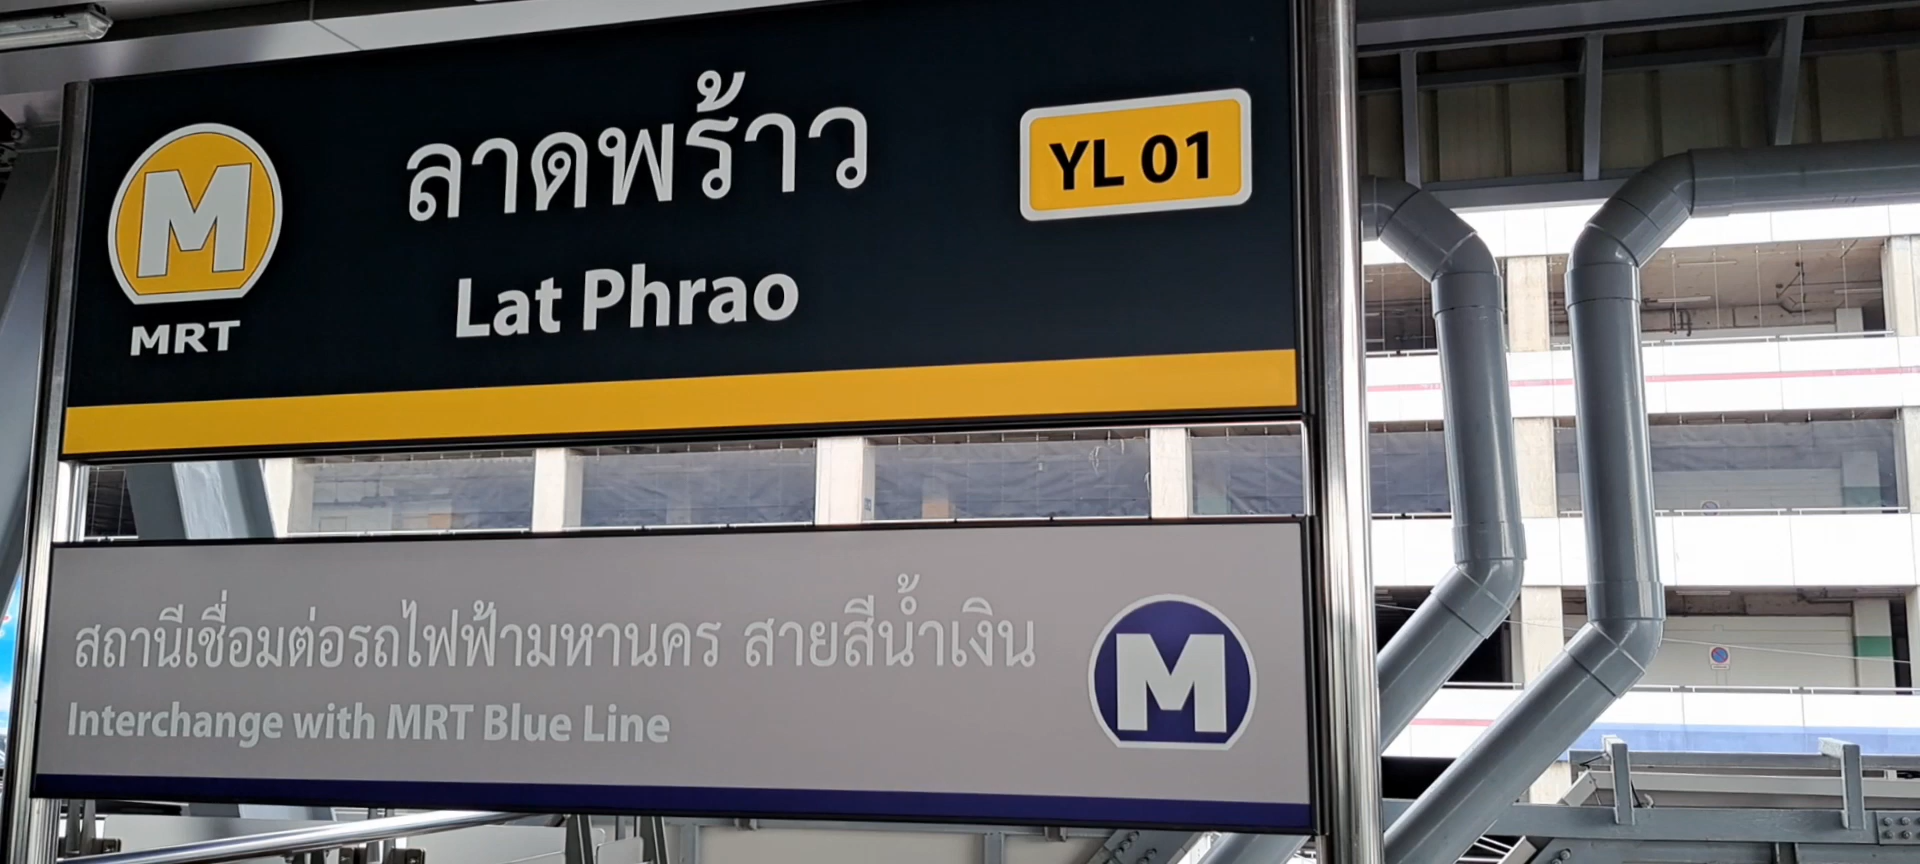 M
MRT
ลาดพร้าว
Lat Phrao
YL 01
สถานีเชื่อมต่อรถไฟฟ้ามหานคร สายสีน้ำเงิน
Interchange with MRT Blue Line
M